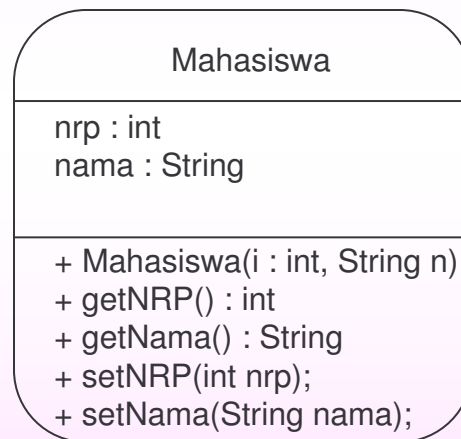 Mahasiswa
nrp : int
nama : String
+ Mahasiswa(i : int, String n)
+ getNRP() : int
+ getNama() : String
+ setNRP(int nrp);
+ setNama(String nama);